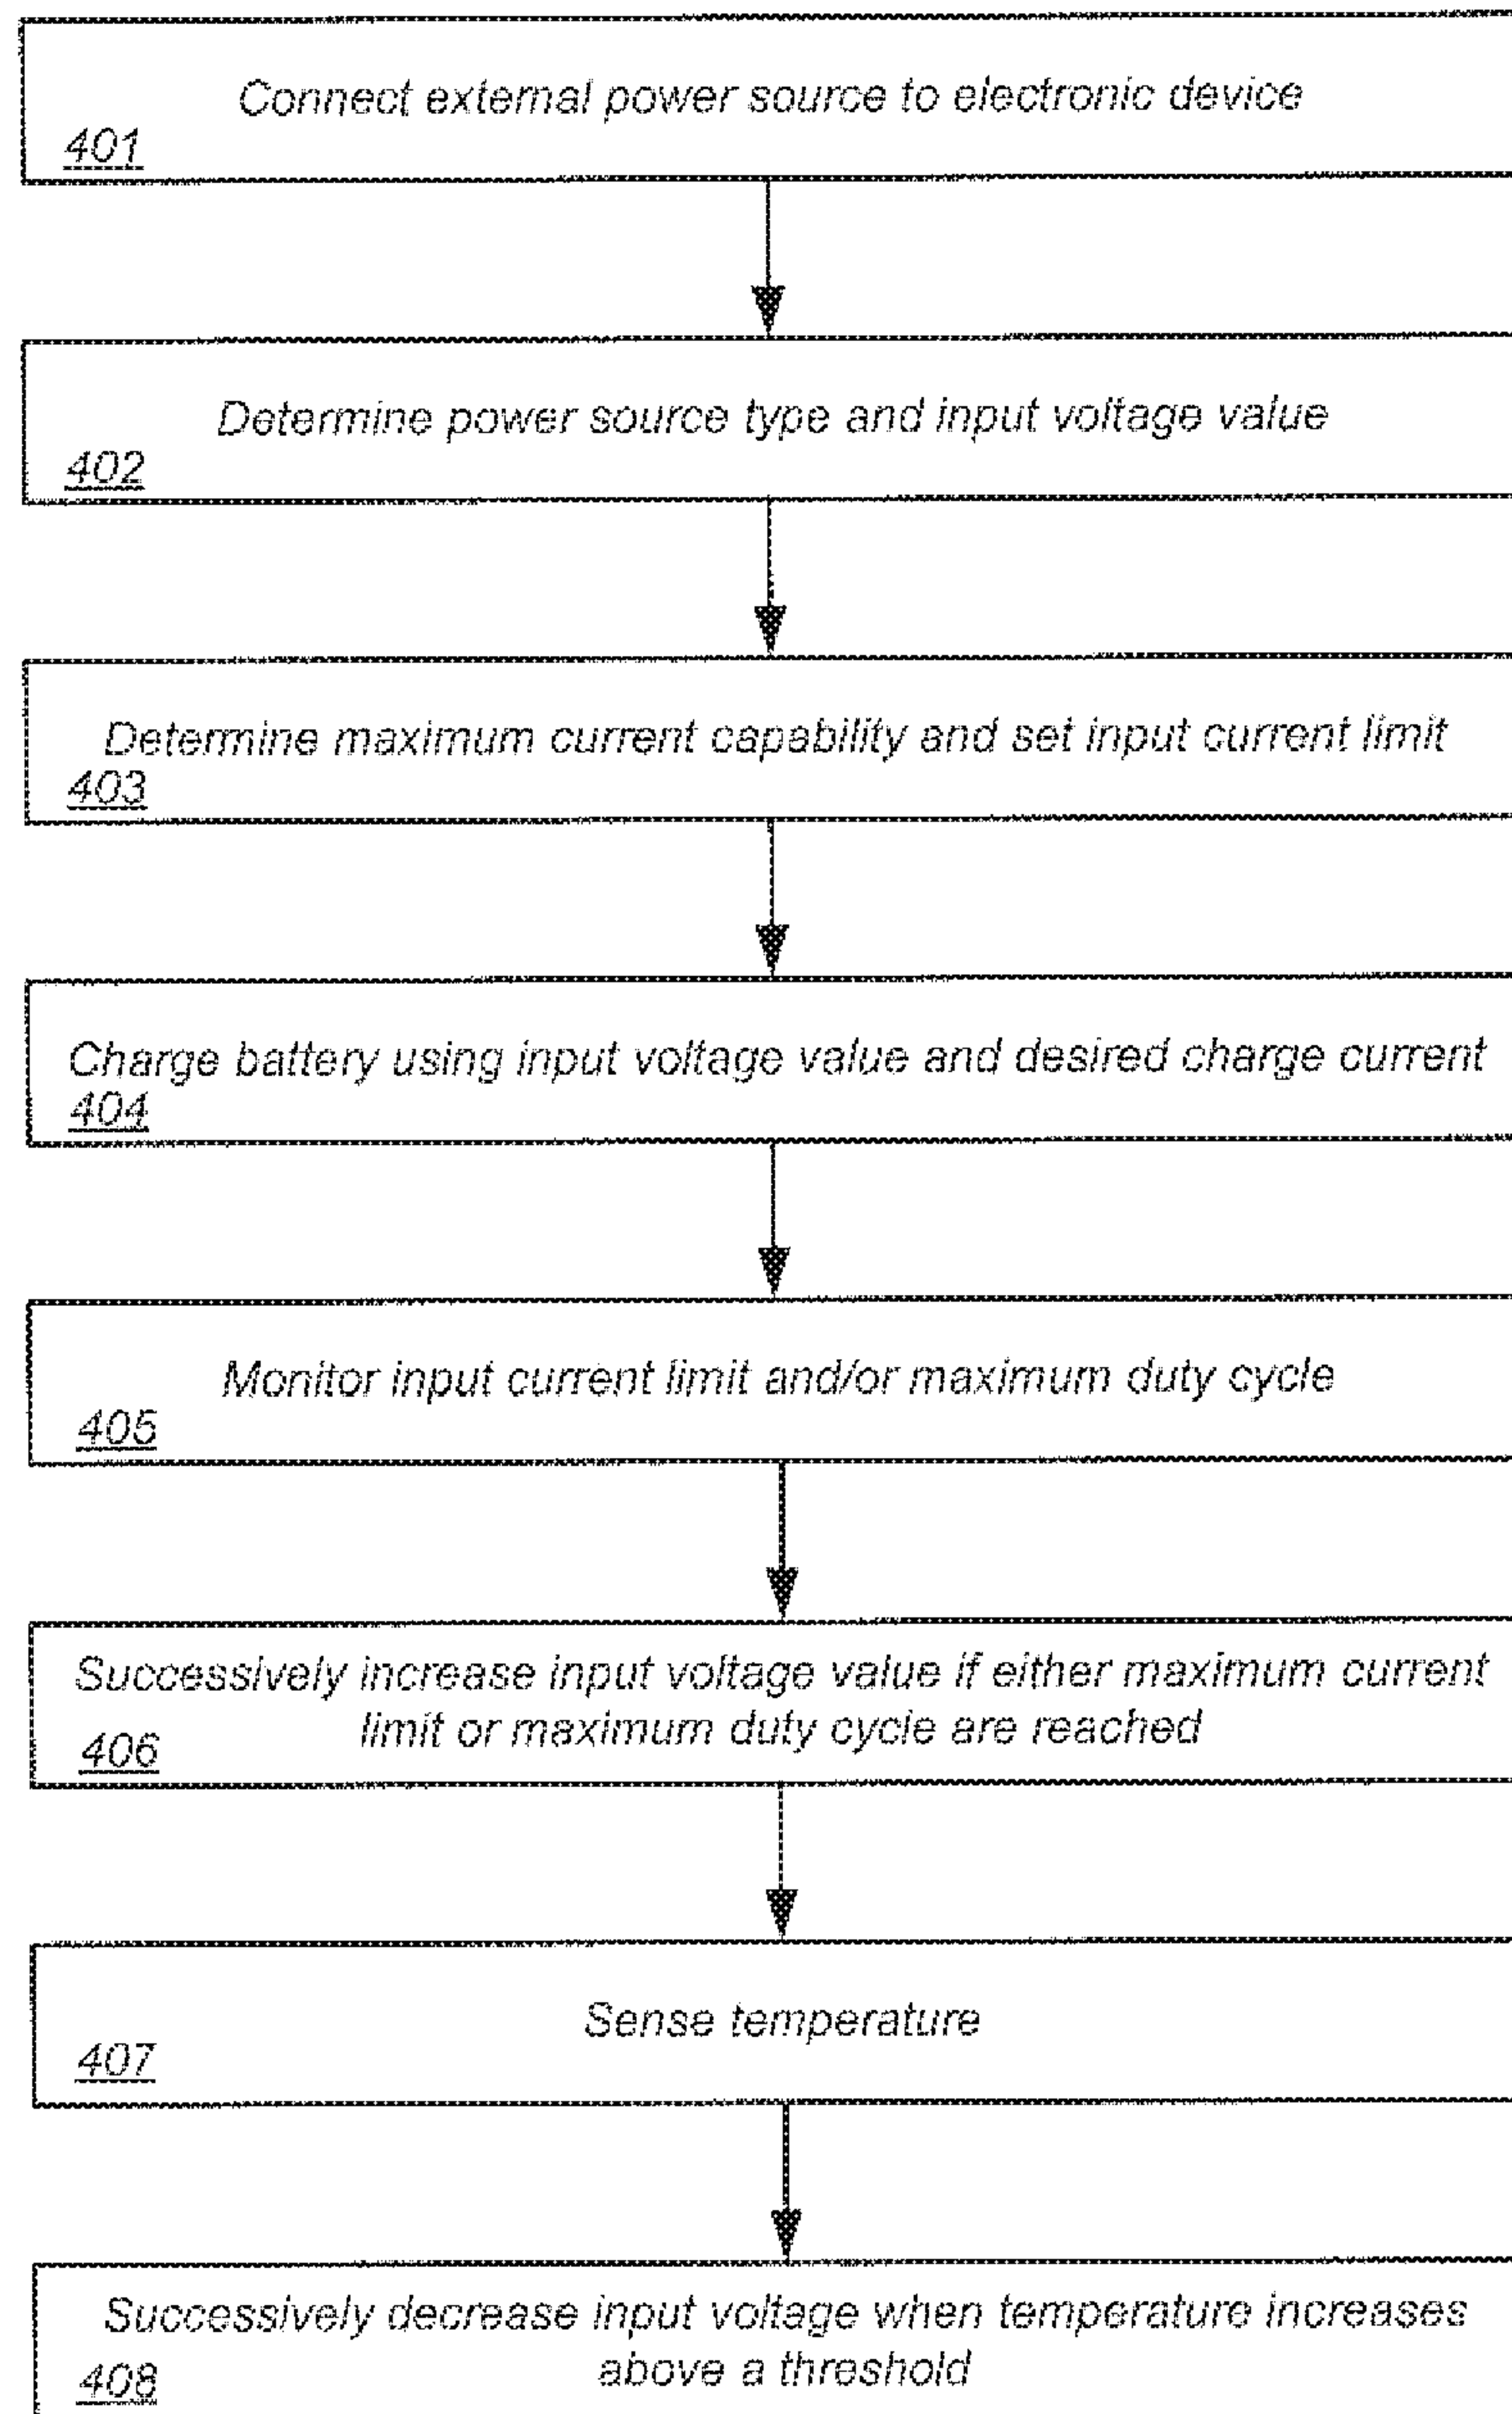 Connect external power source to electronic device
401
Determine power source type and input voltage value
402
Determine maximum current capability and set input current limit
403
Charge battery using input voltage value and desired charge current
404
Monitor input current limit and/or maximum duty cycle
405
Successively increase input voltage value if either maximum current
limit or maximum duty cycle are reached
406
Sense temperature
407
Successively decrease input voltage when temperature increases
above a threshold
408